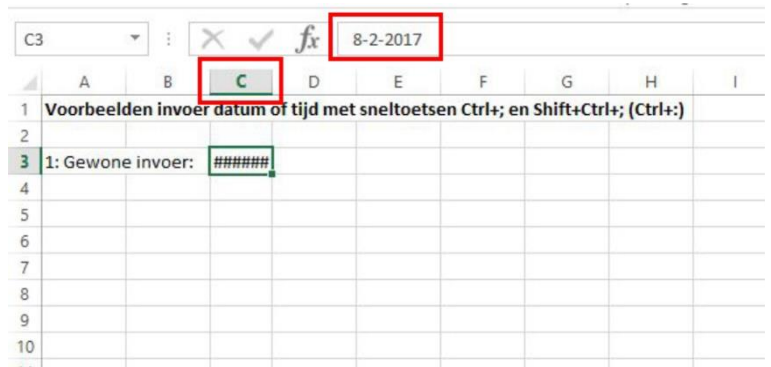 C3 fx 8-2-2017
A B C D E F G H I
1 Voorbeelden invoer datum of tijd met sneltoetsen Ctrl+; en Shift+Ctrl+; (Ctrl+:)
2
3 1: Gewone invoer: ######
4
5
6
7
8
9
10